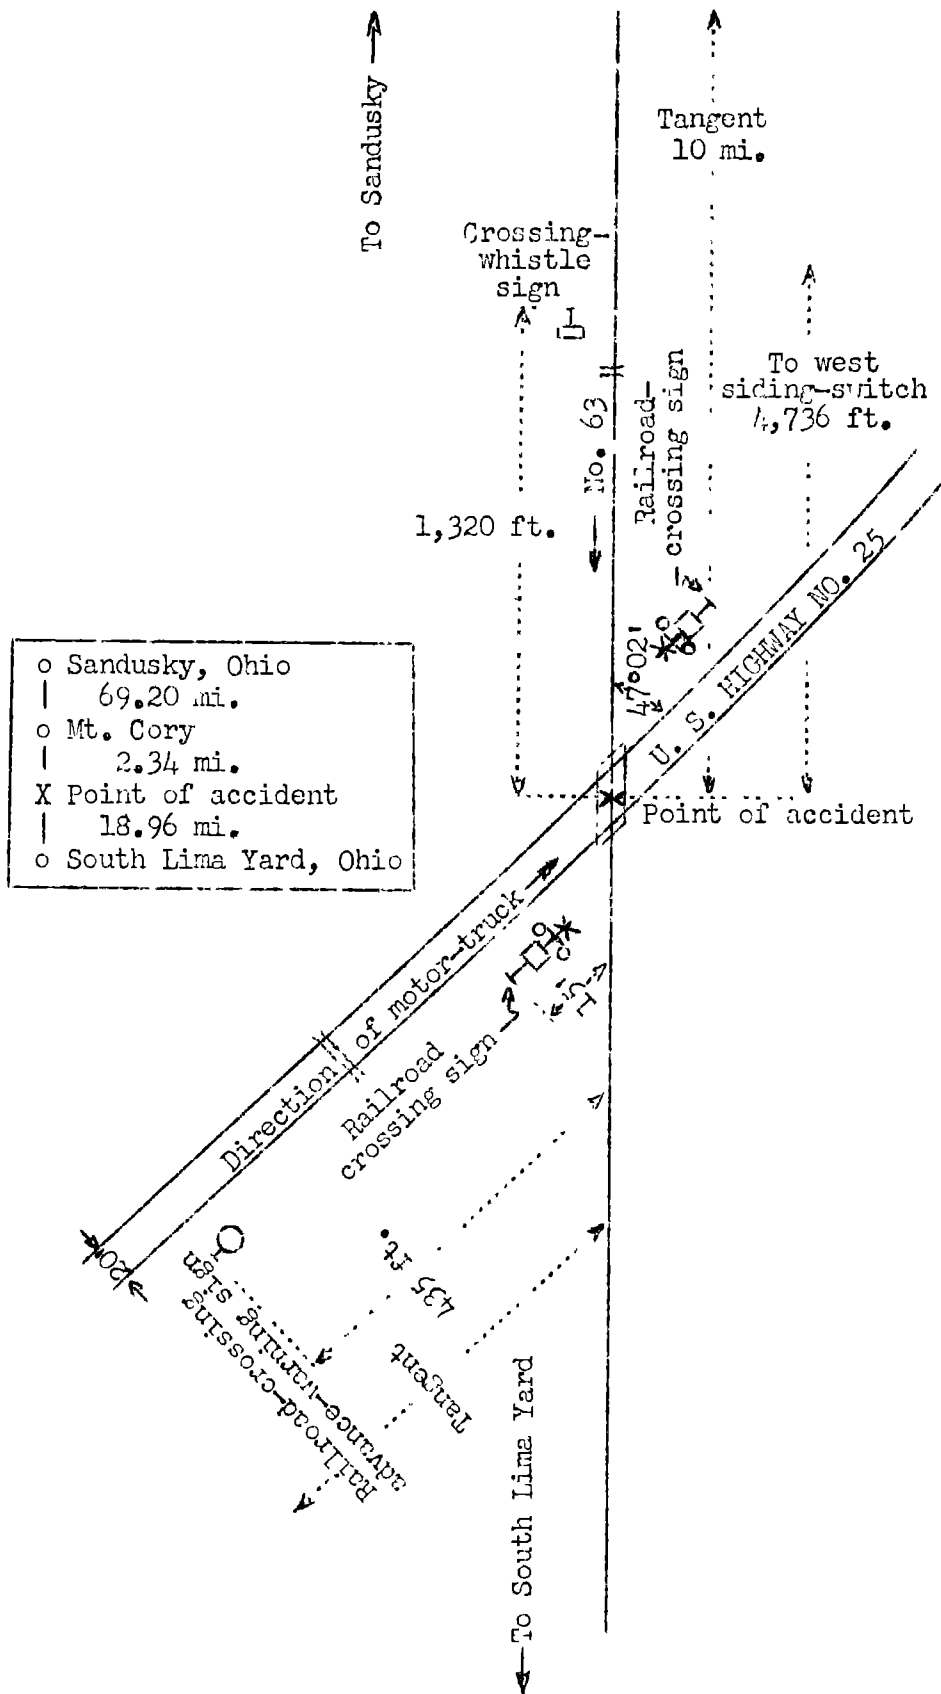 To Sandusky
Tangent
10 mi.
Crossing-
whistle
sign
To west
siding-switch
4,736 ft.
No. 63
Railroad-
crossing sign
1,320 ft.
47°02'
U. S. HIGHWAY NO. 25
o Sandusky, Ohio
69.20 mi.
o Mt. Cory
2.34 mi.
X Point of accident
18.96 mi.
o South Lima Yard, Ohio
Point of accident
Direction of motor-truck
Railroad
crossing sign
20'
435 ft.
Tangent
Railroad-crossing
advance-warning sign
To South Lima Yard